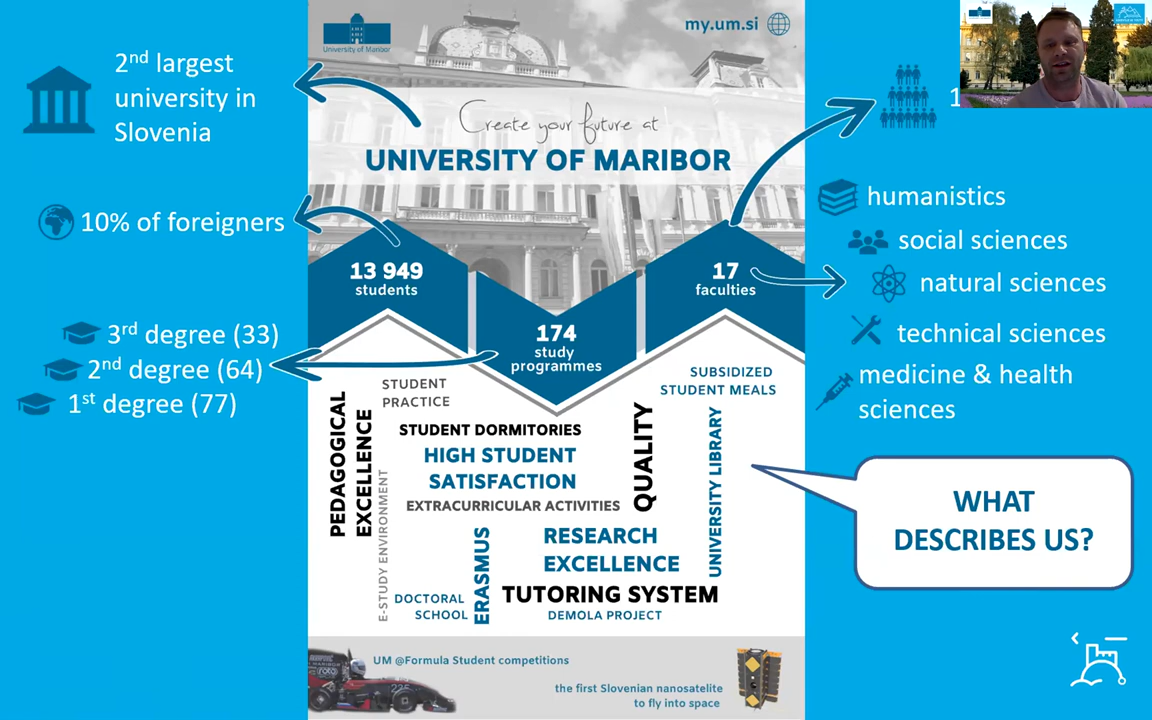 2nd largest
university in
Slovenia
10% of foreigners
3rd degree (33)
2nd degree (64)
1st degree (77)
University of Maribor
my.um.si
Create your future at
UNIVERSITY OF MARIBOR
13 949
students
174
study
programmes
17
faculties
STUDENT
PRACTICE
SUBSIDIZED
STUDENT MEALS
PEDAGOGICAL
EXCELLENCE
STUDENT DORMITORIES
HIGH STUDENT
SATISFACTION
EXTRACURRICULAR ACTIVITIES
QUALITY
UNIVERSITY LIBRARY
E-STUDY ENVIRONMENT
ERASMUS
RESEARCH
EXCELLENCE
DOCTORAL
SCHOOL
TUTORING SYSTEM
DEMOLA PROJECT
UM @Formula Student competitions
the first Slovenian nanosatelite
to fly into space
humanistics
social sciences
natural sciences
technical sciences
medicine & health
sciences
WHAT
DESCRIBES US?